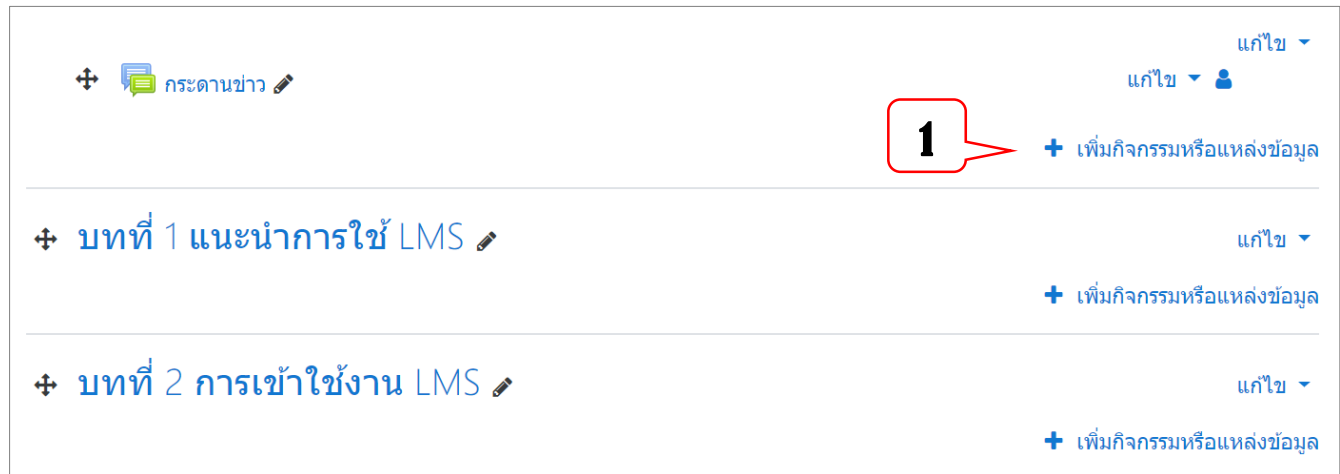 แก้ไข
กระดานข่าว แก้ไข
1 เพิ่มกิจกรรมหรือแหล่งข้อมูล
บทที่ 1 แนะนำการใช้ LMS แก้ไข
เพิ่มกิจกรรมหรือแหล่งข้อมูล
บทที่ 2 การเข้าใช้งาน LMS แก้ไข
เพิ่มกิจกรรมหรือแหล่งข้อมูล